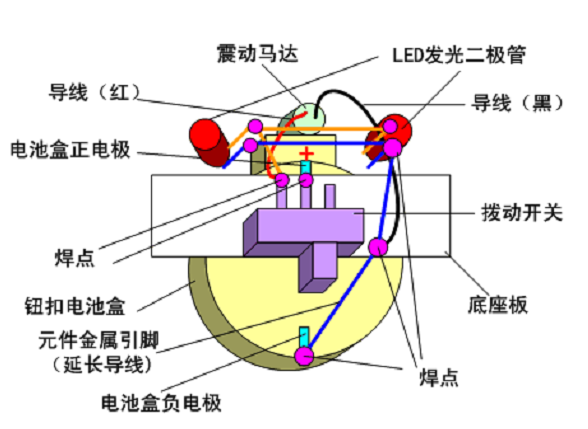 震动马达
LED发光二极管
导线（红）
导线（黑）
电池盒正电极
+
拨动开关
焊点
钮扣电池盒
底座板
元件金属引脚
（延长导线）
焊点
电池盒负电极